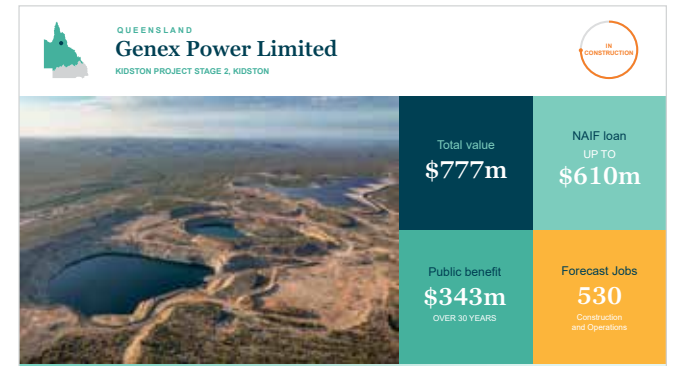 QUEENSLAND
Genex Power Limited
KIDSTON PROJECT STAGE 2, KIDSTON
IN
CONSTRUCTION
Total value
$777m
NAIF loan
UP TO
$610m
Public benefit
$343m
OVER 30 YEARS
Forecast Jobs
530
Construction
and Operations